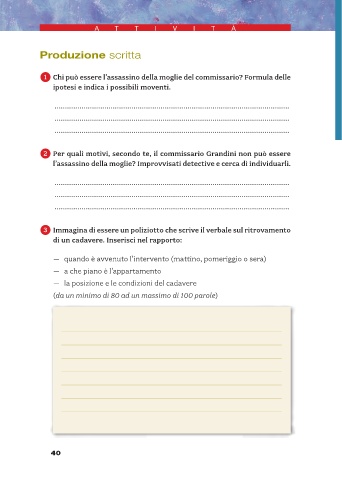 ATTIVITÀ
Produzione scritta
1 Chi può essere l'assassino della moglie del commissario? Formula delle
ipotesi e indica i possibili moventi.
2 Per quali motivi, secondo te, il commissario Grandini non può essere
l'assassino della moglie? Improvvisati detective e cerca di individuarli.
3 Immagina di essere un poliziotto che scrive il verbale sul ritrovamento
di un cadavere. Inserisci nel rapporto:
— quando è avvenuto l'intervento (mattino, pomeriggio o sera)
— a che piano è l'appartamento
— la posizione e le condizioni del cadavere
(da un minimo di 80 ad un massimo di 100 parole)
40